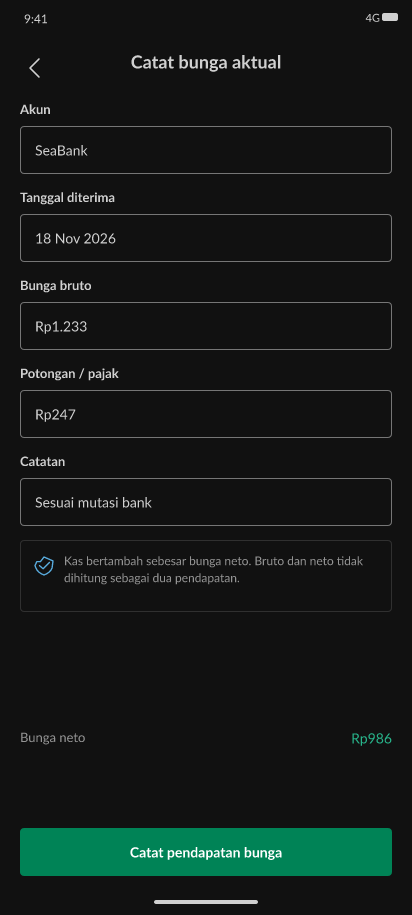 9:41
4G
Catat bunga aktual
Akun
SeaBank
Tanggal diterima
18 Nov 2026
Bunga bruto
Rp1.233
Potongan / pajak
Rp247
Catatan
Sesuai mutasi bank
Kas bertambah sebesar bunga neto. Bruto dan neto tidak
dihitung sebagai dua pendapatan.
Bunga neto
Rp986
Catat pendapatan bunga